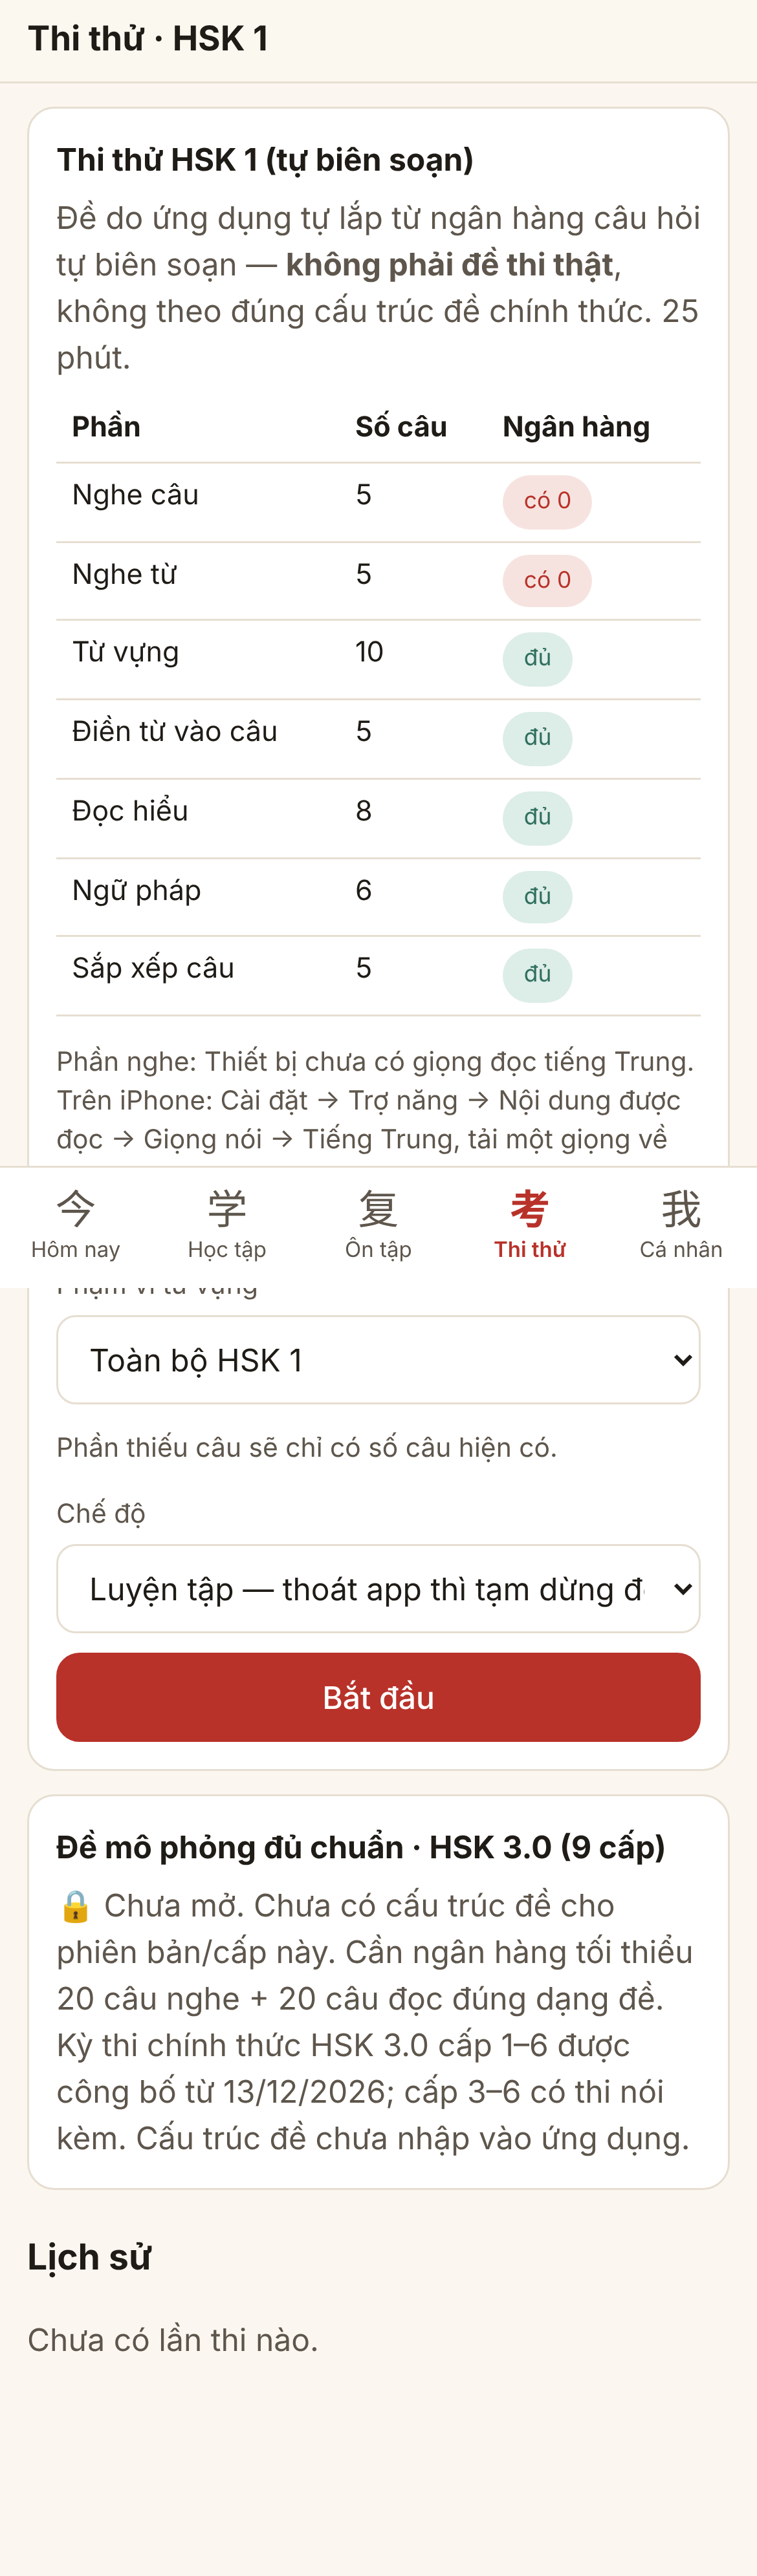 Thi thử · HSK 1
Thi thử HSK 1 (tự biên soạn)
Đề do ứng dụng tự lắp từ ngân hàng câu hỏi
tự biên soạn — không phải đề thi thật,
không theo đúng cấu trúc đề chính thức. 25
phút.
Phần Số câu Ngân hàng
Nghe câu 5 có 0
Nghe từ 5 có 0
Từ vựng 10 đủ
Điền từ vào câu 5 đủ
Đọc hiểu 8 đủ
Ngữ pháp 6 đủ
Sắp xếp câu 5 đủ
Phần nghe: Thiết bị chưa có giọng đọc tiếng Trung.
Trên iPhone: Cài đặt → Trợ năng → Nội dung được
đọc → Giọng nói → Tiếng Trung, tải một giọng về
今 学 复 考 我
Hôm nay Học tập Ôn tập Thi thử Cá nhân
Phạm vi từ vựng
Toàn bộ HSK 1
Phần thiếu câu sẽ chỉ có số câu hiện có.
Chế độ
Luyện tập — thoát app thì tạm dừng
Bắt đầu
Đề mô phỏng đủ chuẩn · HSK 3.0 (9 cấp)
🔒 Chưa mở. Chưa có cấu trúc đề cho
phiên bản/cấp này. Cần ngân hàng tối thiểu
20 câu nghe + 20 câu đọc đúng dạng đề.
Kỳ thi chính thức HSK 3.0 cấp 1–6 được
công bố từ 13/12/2026; cấp 3–6 có thi nói
kèm. Cấu trúc đề chưa nhập vào ứng dụng.
Lịch sử
Chưa có lần thi nào.